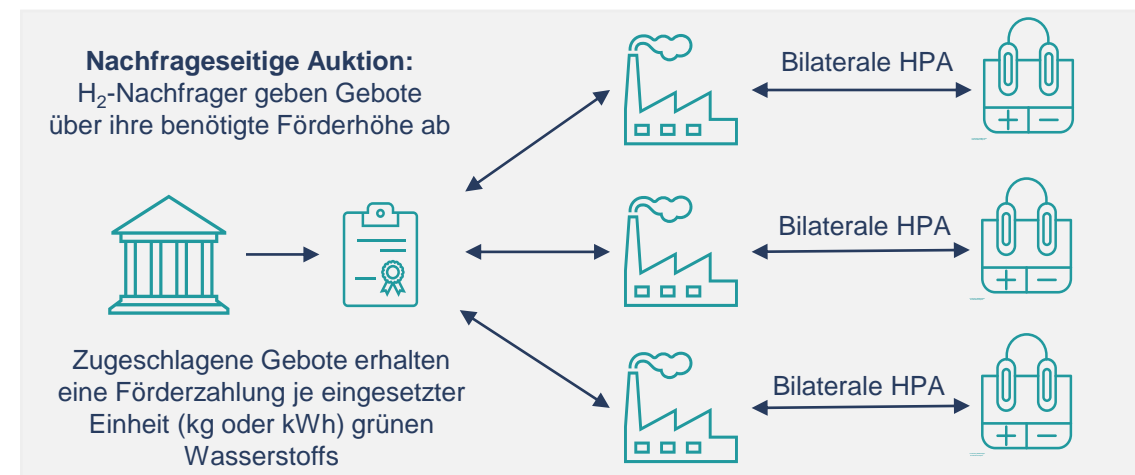 Nachfrageseitige Auktion:
H₂-Nachfrager geben Gebote
über ihre benötigte Förderhöhe ab
Bilaterale HPA
Bilaterale HPA
Zugeschlagene Gebote erhalten
eine Förderzahlung je eingesetzter
Einheit (kg oder kWh) grünen
Wasserstoffs
Bilaterale HPA